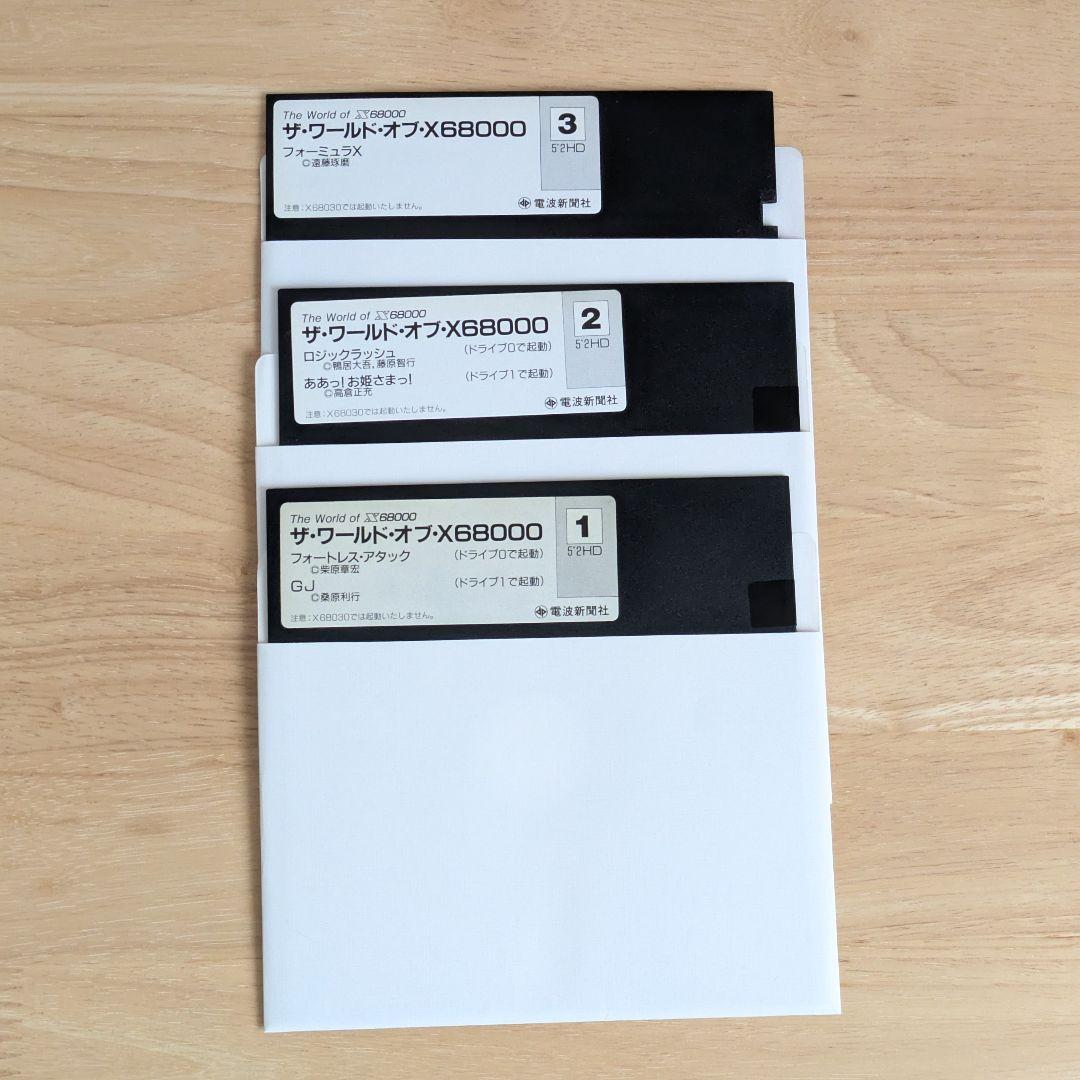 The World of X68000
ザ・ワールド・オブ・X68000
フォーミュラX
©遠藤琢磨
注意:X68030では起動いたしません。
3
5"2HD
電波新聞社
The World of X68000
ザ・ワールド・オブ・X68000
ロジックラッシュ (ドライブ0で起動)
©鴨居大吾,藤原智行
ああっ!お姫さまっ! (ドライブ1で起動)
©高倉正充
注意:X68030では起動いたしません。
2
5"2HD
電波新聞社
The World of X68000
ザ・ワールド・オブ・X68000
フォートレス・アタック (ドライブ0で起動)
©柴原章宏
GJ (ドライブ1で起動)
©桑原利行
注意:X68030では起動いたしません。
1
5"2HD
電波新聞社